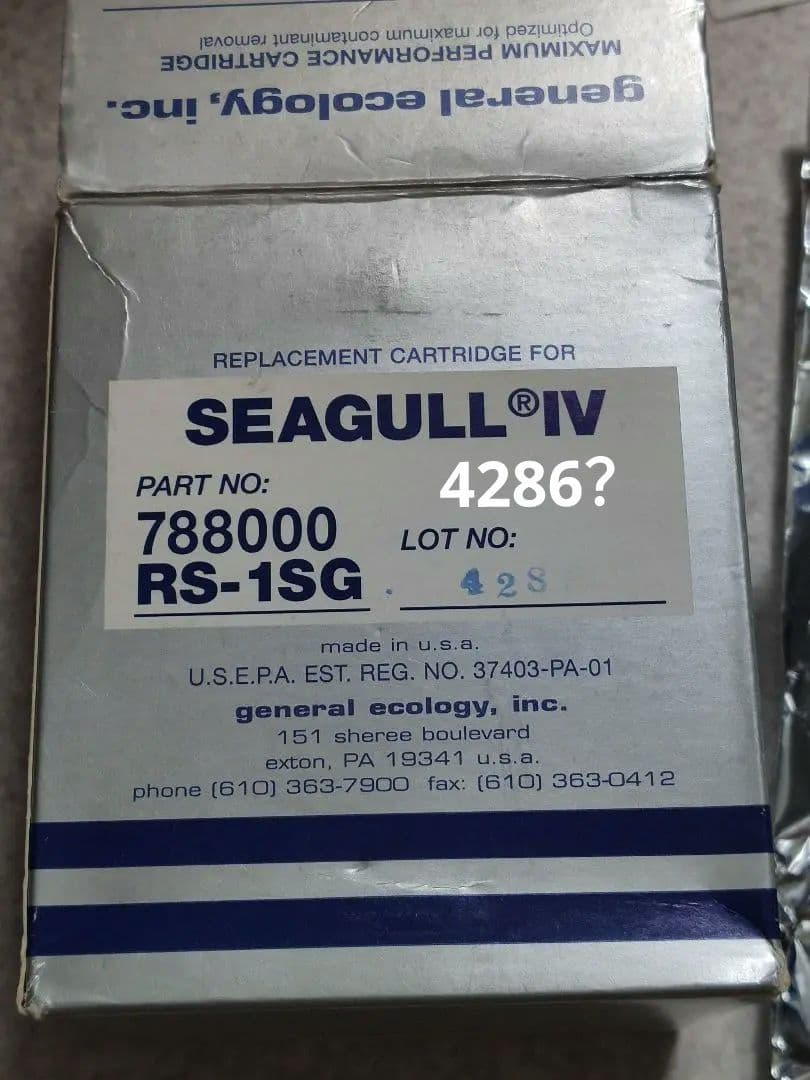 general ecology, inc.
MAXIMUM PERFORMANCE CARTRIDGE
Optimized for maximum contaminant removal
REPLACEMENT CARTRIDGE FOR
SEAGULL®IV
4286?
PART NO:
788000
LOT NO:
RS-1SG
428
made in u.s.a.
U.S.E.P.A. EST. REG. NO. 37403-PA-01
general ecology, inc.
151 sheree boulevard
exton, PA 19341 u.s.a.
phone (610) 363-7900 fax: (610) 363-0412